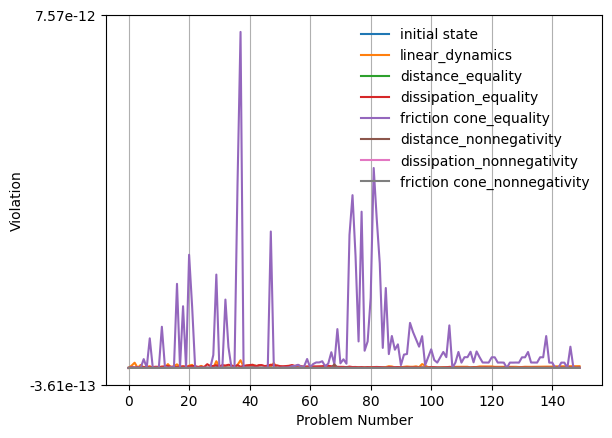 7.57e-12
initial state
linear_dynamics
distance_equality
dissipation_equality
friction cone_equality
distance_nonnegativity
dissipation_nonnegativity
friction cone_nonnegativity
Violation
-3.61e-13
0 20 40 60 80 100 120 140
Problem Number